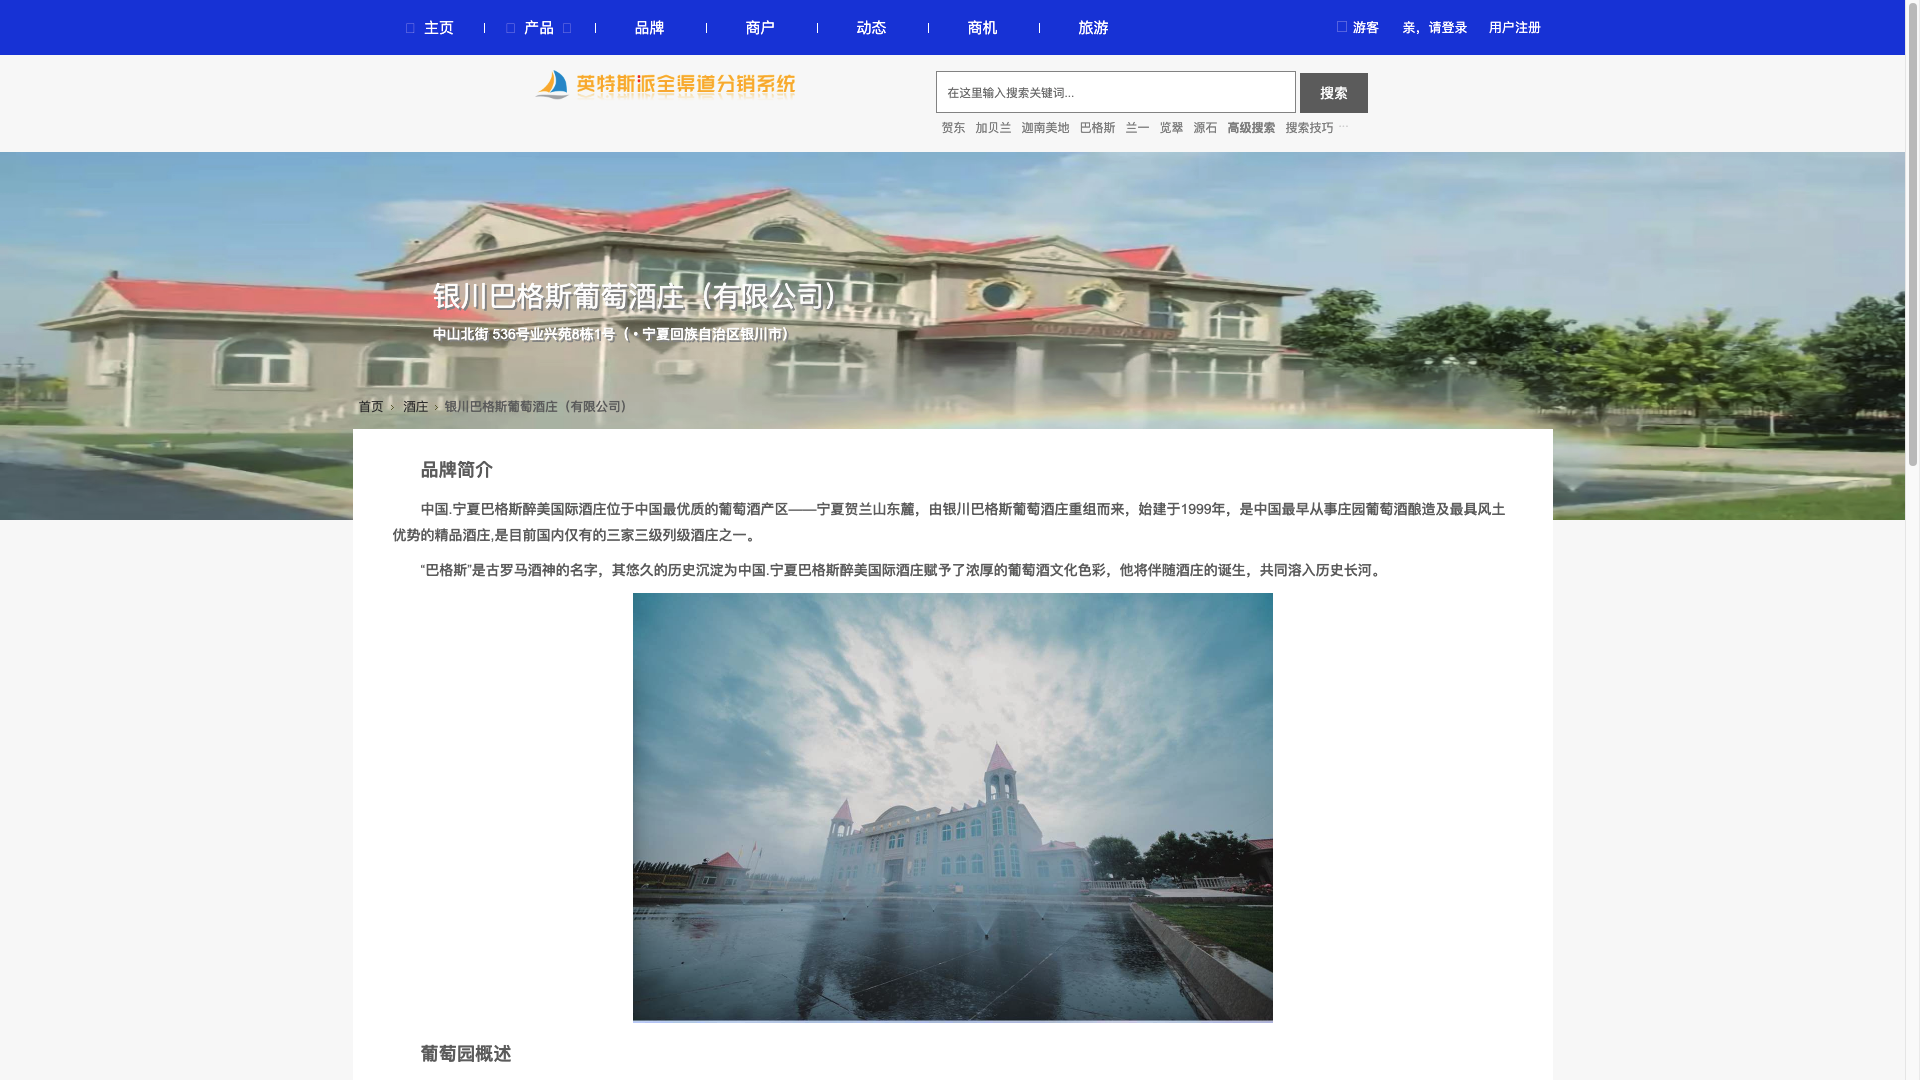 主页
产品
品牌
商户
动态
商机
旅游
游客
亲，请登录
用户注册
英特斯派全渠道分销系统
在这里输入搜索关键词...
搜索
贺东 加贝兰 迦南美地 巴格斯 兰一 览翠 源石 高级搜索 搜索技巧 ...
银川巴格斯葡萄酒庄（有限公司）
中山北街 536号业兴苑8栋1号（ • 宁夏回族自治区银川市）
首页 › 酒庄 › 银川巴格斯葡萄酒庄（有限公司）
品牌简介
中国.宁夏巴格斯醉美国际酒庄位于中国最优质的葡萄酒产区——宁夏贺兰山东麓，由银川巴格斯葡萄酒庄重组而来，始建于1999年，是中国最早从事庄园葡萄酒酿造及最具风土
优势的精品酒庄,是目前国内仅有的三家三级列级酒庄之一。
“巴格斯”是古罗马酒神的名字，其悠久的历史沉淀为中国.宁夏巴格斯醉美国际酒庄赋予了浓厚的葡萄酒文化色彩，他将伴随酒庄的诞生，共同溶入历史长河。
葡萄园概述